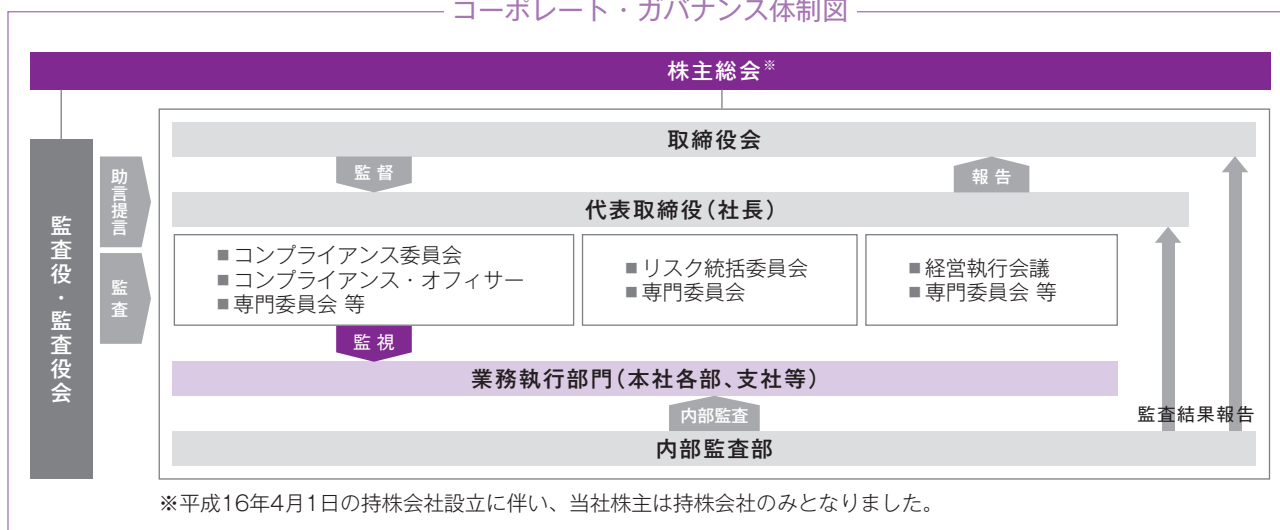 コーポレート・ガバナンス体制図
株主総会※
取締役会
監督
報告
助言提言
代表取締役(社長)
監査役・監査役会
■コンプライアンス委員会
■コンプライアンス・オフィサー
■専門委員会 等
■リスク統括委員会
■専門委員会
■経営執行会議
■専門委員会 等
監査
監視
業務執行部門(本社各部、支社等)
内部監査
監査結果報告
内部監査部
※平成16年4月1日の持株会社設立に伴い、当社株主は持株会社のみとなりました。